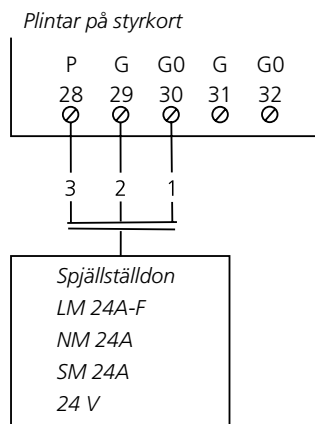 Plintar på styrkort
P G G0 G G0
28 29 30 31 32
3 2 1
Spjällställdon
LM 24A-F
NM 24A
SM 24A
24 V